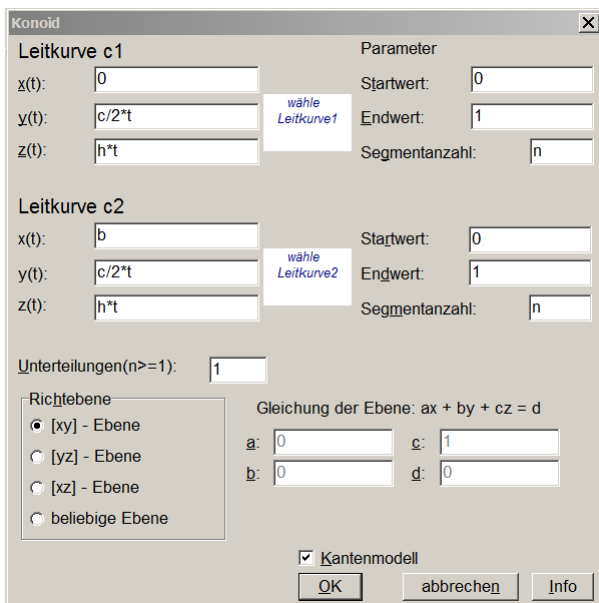 Konoid
Leitkurve c1
Parameter
x(t): 0
Startwert: 0
y(t): c/2*t
wähle
Leitkurve1
Endwert: 1
z(t): h*t
Segmentanzahl: n
Leitkurve c2
x(t): b
Startwert: 0
y(t): c/2*t
wähle
Leitkurve2
Endwert: 1
z(t): h*t
Segmentanzahl: n
Unterteilungen(n>=1): 1
Richtebene
Gleichung der Ebene: ax + by + cz = d
[xy] - Ebene
a: 0 c: 1
[yz] - Ebene
b: 0 d: 0
[xz] - Ebene
beliebige Ebene
Kantenmodell
OK abbrechen Info